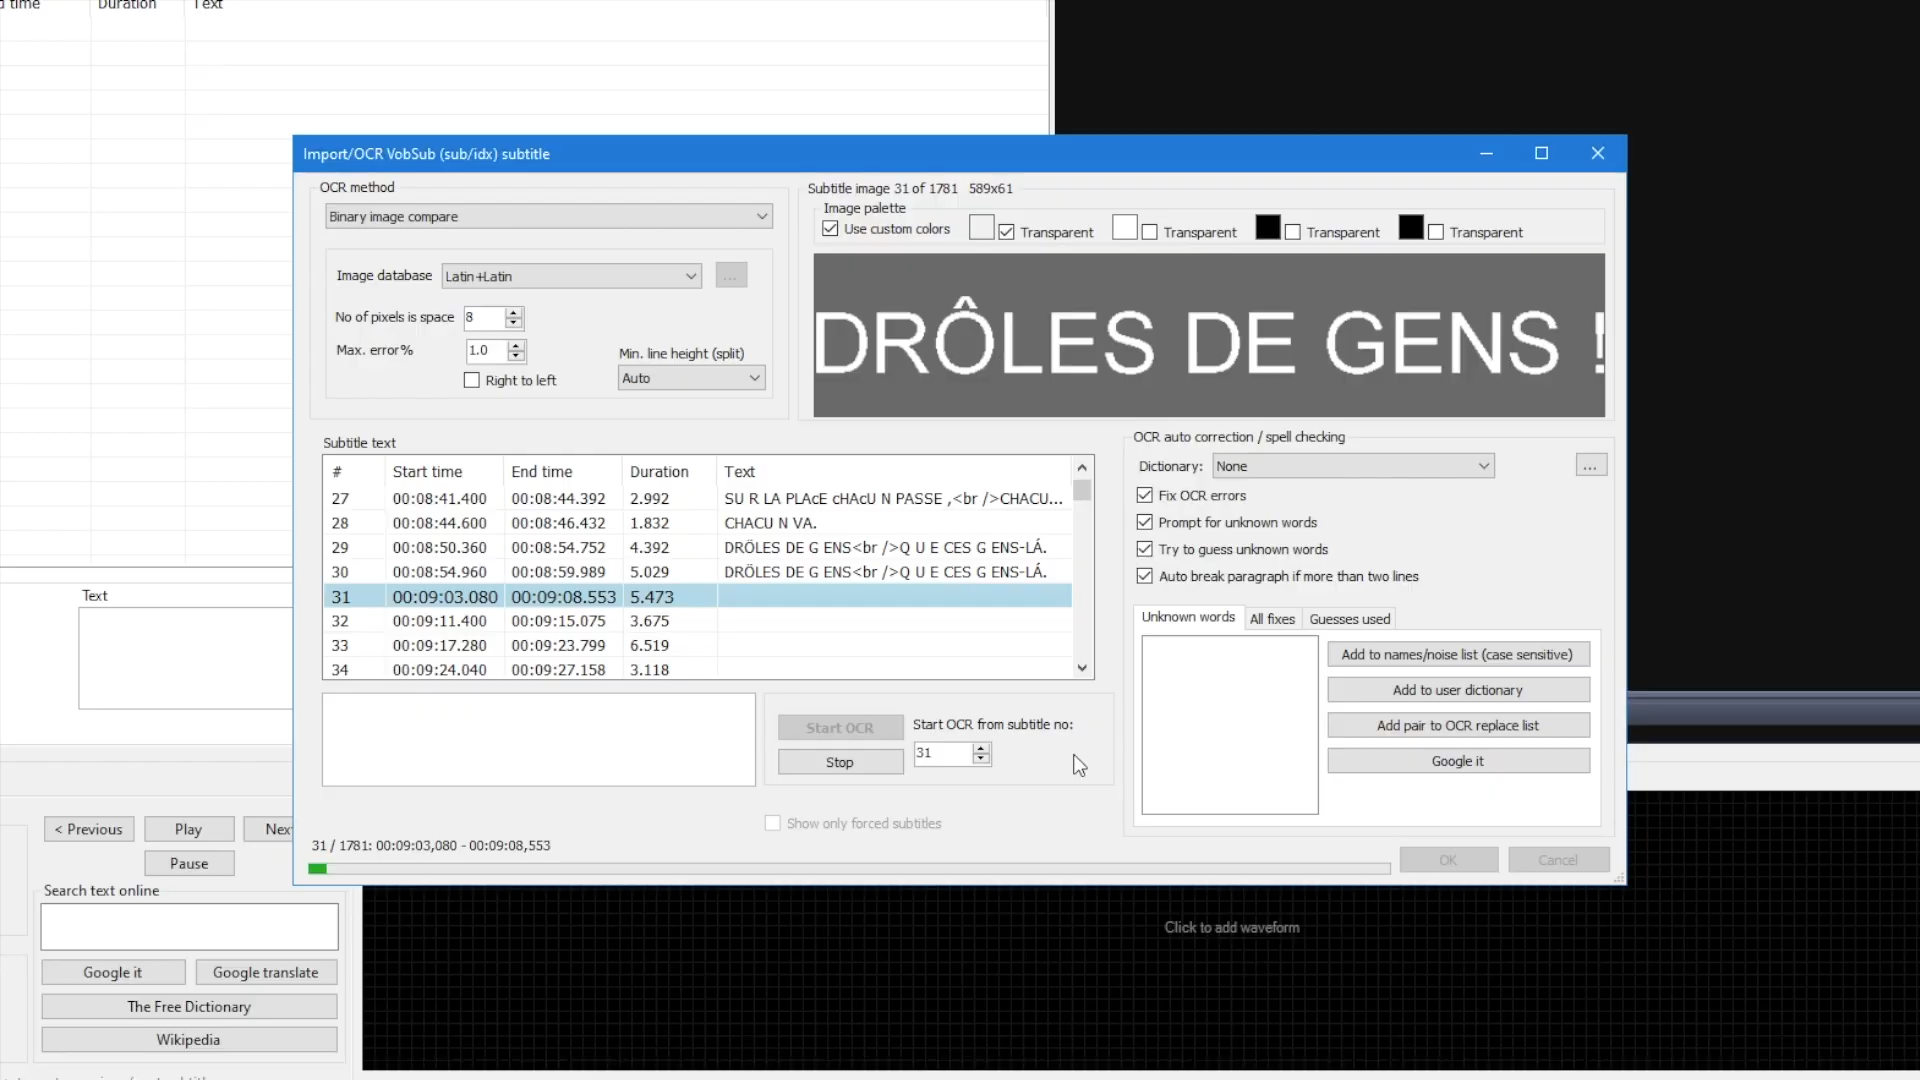 Duration
Text
Import/OCR VobSub (sub/idx) subtitle
OCR method
Binary image compare
Image database
Latin+Latin
...
No of pixels is space
8
Max. error%
1.0
Right to left
Min. line height (split)
Auto
Subtitle image 31 of 1781 589x61
Image palette
Use custom colors
Transparent
Transparent
Transparent
Transparent
DRÔLES DE GENS !
Subtitle text
# Start time End time Duration Text
27 00:08:41.400 00:08:44.392 2.992 SU R LA PLAcE cHAcU N PASSE ,<br />CHACU...
28 00:08:44.600 00:08:46.432 1.832 CHACU N VA.
29 00:08:50.360 00:08:54.752 4.392 DRÖLES DE G ENS<br />Q U E CES G ENS-LÁ.
30 00:08:54.960 00:08:59.989 5.029 DRÖLES DE G ENS<br />Q U E CES G ENS-LÁ.
31 00:09:03.080 00:09:08.553 5.473
32 00:09:11.400 00:09:15.075 3.675
33 00:09:17.280 00:09:23.799 6.519
34 00:09:24.040 00:09:27.158 3.118
OCR auto correction / spell checking
Dictionary:
None
...
Fix OCR errors
Prompt for unknown words
Try to guess unknown words
Auto break paragraph if more than two lines
Unknown words
All fixes
Guesses used
Add to names/noise list (case sensitive)
Add to user dictionary
Add pair to OCR replace list
Google it
Start OCR
Stop
Start OCR from subtitle no:
31
Show only forced subtitles
31 / 1781: 00:09:03,080 - 00:09:08,553
OK
Cancel
Text
< Previous
Play
Pause
Search text online
Google it
Google translate
The Free Dictionary
Wikipedia
Click to add waveform